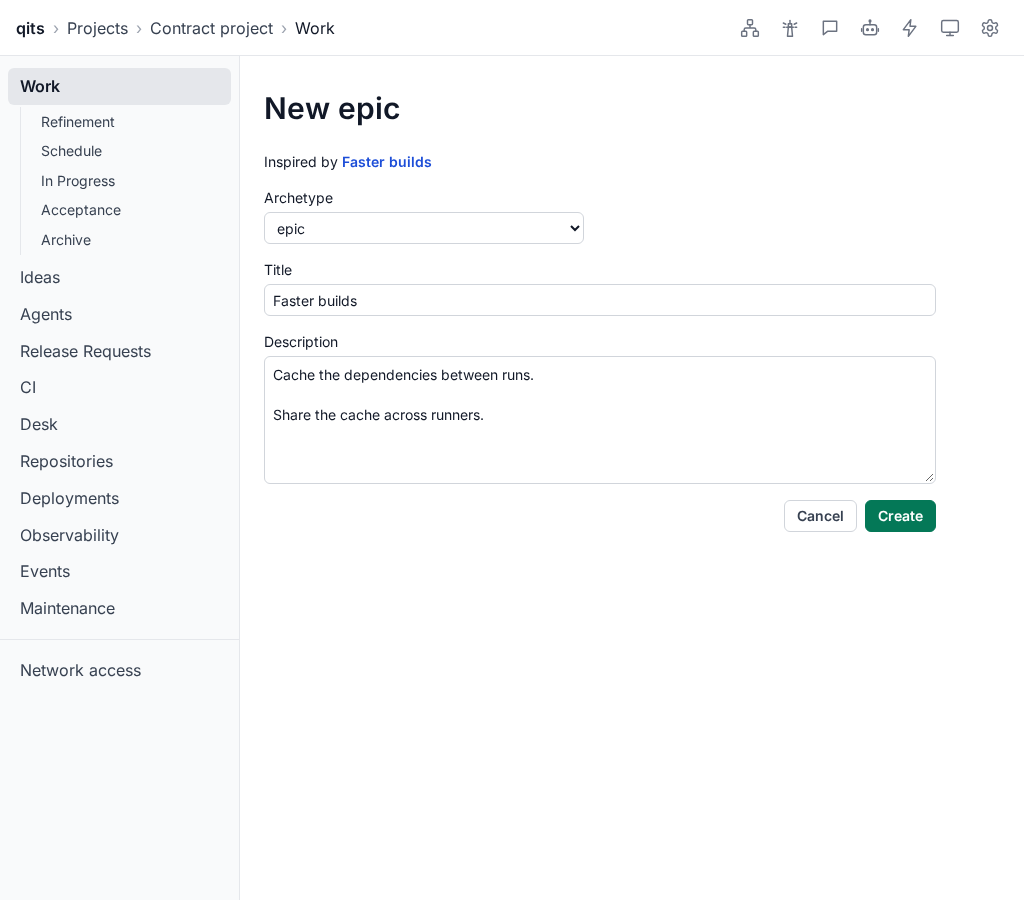 qits › Projects › Contract project › Work
Work
Refinement
Schedule
In Progress
Acceptance
Archive
Ideas
Agents
Release Requests
CI
Desk
Repositories
Deployments
Observability
Events
Maintenance
Network access
New epic
Inspired by Faster builds
Archetype
epic
Title
Faster builds
Description
Cache the dependencies between runs.
Share the cache across runners.
Cancel Create